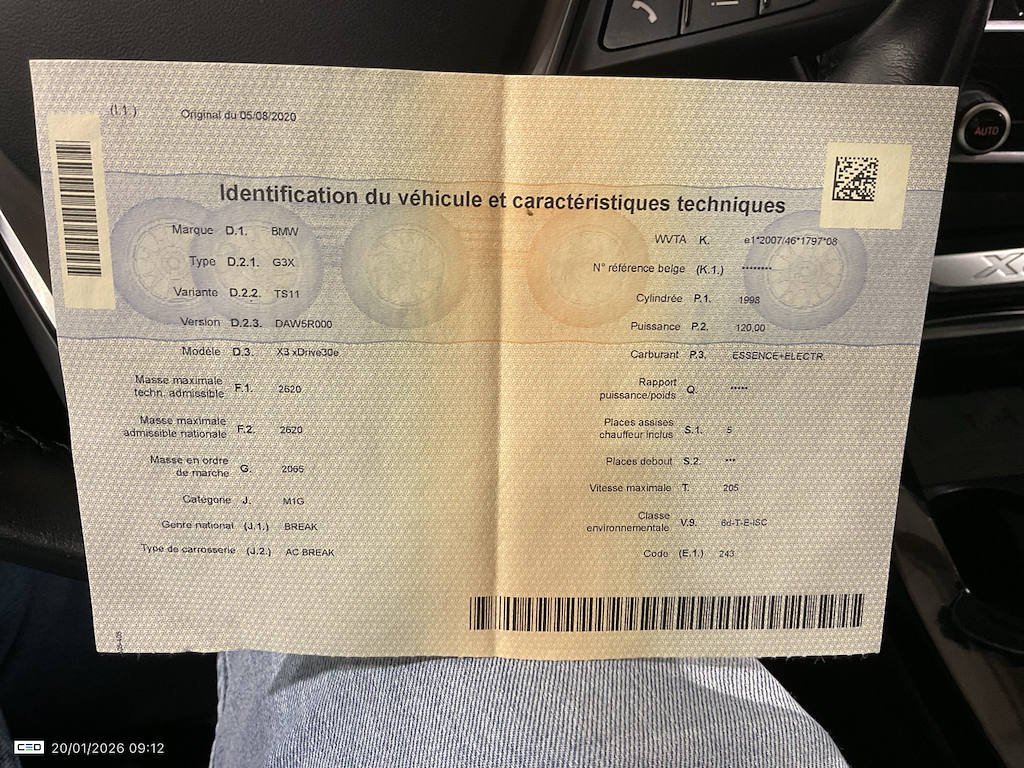 (I.1.) Original du 05/08/2020
Identification du véhicule et caractéristiques techniques
Marque D.1. BMW
Type D.2.1. G3X
Variante D.2.2. TS11
Version D.2.3. DAW5R000
Modèle D.3. X3 xDrive30e
Masse maximale
techn. admissible F.1. 2620
Masse maximale
admissible nationale F.2. 2620
Masse en ordre
de marche G. 2065
Catégorie J. M1G
Genre national (J.1.) BREAK
Type de carrosserie (J.2.) AC BREAK
WVTA K. e1*2007/46*1797*08
N° référence belge (K.1.) ********
Cylindrée P.1. 1998
Puissance P.2. 120,00
Carburant P.3. ESSENCE+ELECTR.
Rapport
puissance/poids Q. *****
Places assises
chauffeur inclus S.1. 5
Places debout S.2. ***
Vitesse maximale T. 205
Classe
environnementale V.9. 6d-T-E-ISC
Code (E.1.) 243
AUTO
CEO 20/01/2026 09:12